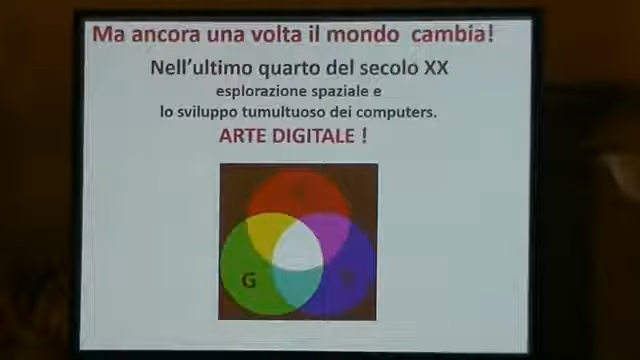 Ma ancora una volta il mondo cambia!
Nell'ultimo quarto del secolo XX
esplorazione spaziale e
lo sviluppo tumultuoso dei computers.
ARTE DIGITALE !
G